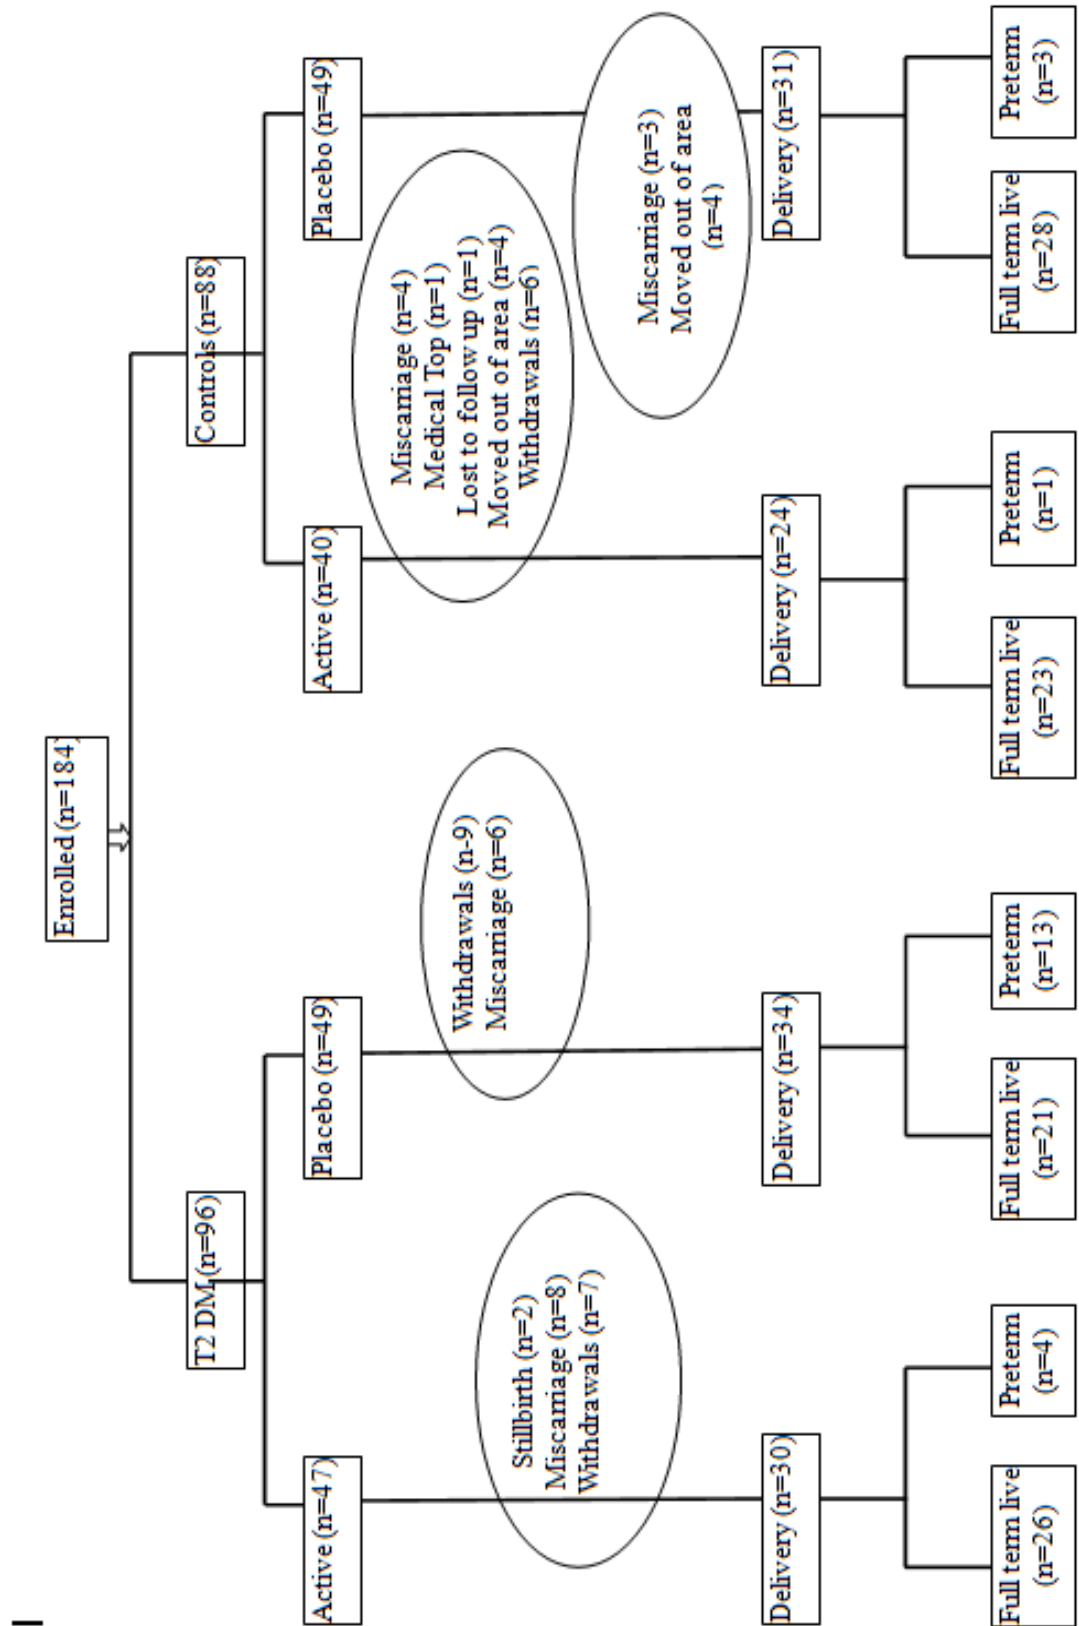 Enrolled (n=184)
T2 DM (n=96)
Controls (n=88)
Active (n=47)
Placebo (n=49)
Active (n=40)
Placebo (n=49)
Stillbirth (n=2)
Miscarriage (n=8)
Withdrawals (n=7)
Withdrawals (n-9)
Miscarriage (n=6)
Miscarriage (n=4)
Medical Top (n=1)
Lost to follow up (n=1)
Moved out of area (n=4)
Withdrawals (n=6)
Miscarriage (n=3)
Moved out of area
(n=4)
Delivery (n=30)
Delivery (n=34)
Delivery (n=24)
Delivery (n=31)
Full term live
(n=26)
Preterm
(n=4)
Full term live
(n=21)
Preterm
(n=13)
Full term live
(n=23)
Preterm
(n=1)
Full term live
(n=28)
Preterm
(n=3)